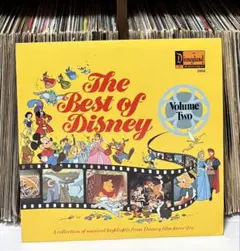 Disneyland
The
Best of
Disney
Volume
Two
A collection of musical highlights from Disney film favorites